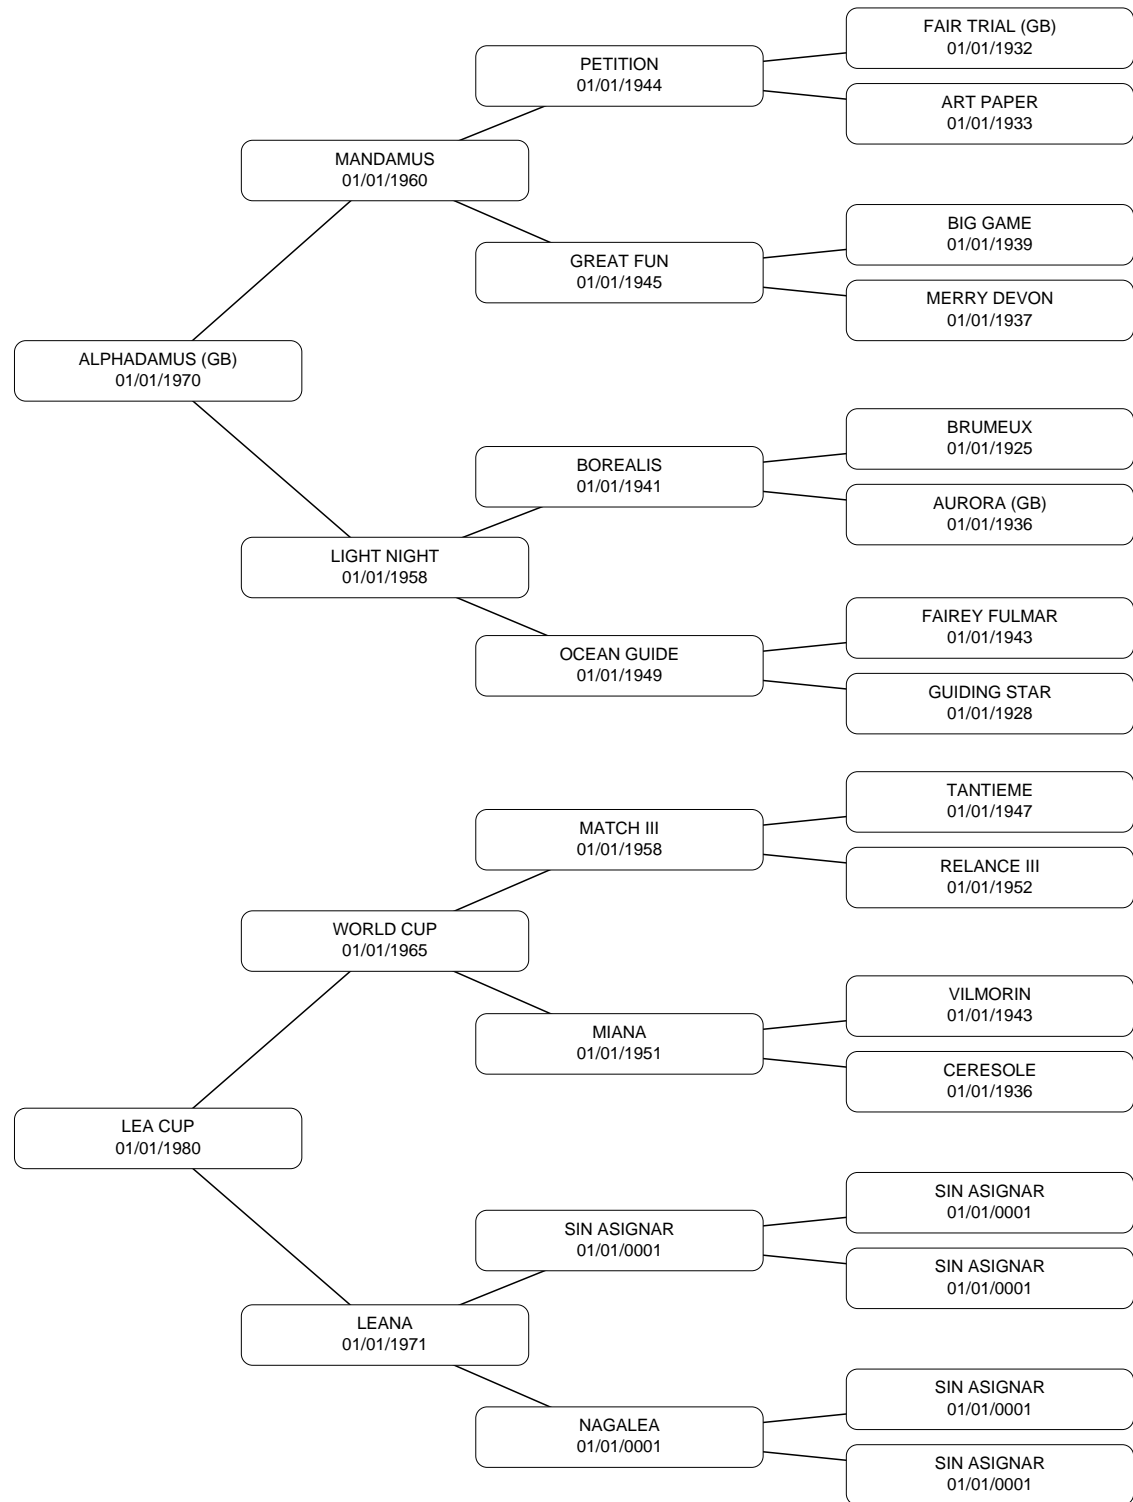 FAIR TRIAL (GB)
01/01/1932
PETITION
01/01/1944
ART PAPER
01/01/1933
MANDAMUS
01/01/1960
BIG GAME
01/01/1939
GREAT FUN
01/01/1945
MERRY DEVON
01/01/1937
ALPHADAMUS (GB)
01/01/1970
BRUMEUX
01/01/1925
BOREALIS
01/01/1941
AURORA (GB)
01/01/1936
LIGHT NIGHT
01/01/1958
FAIREY FULMAR
01/01/1943
OCEAN GUIDE
01/01/1949
GUIDING STAR
01/01/1928
TANTIEME
01/01/1947
MATCH III
01/01/1958
RELANCE III
01/01/1952
WORLD CUP
01/01/1965
VILMORIN
01/01/1943
MIANA
01/01/1951
CERESOLE
01/01/1936
LEA CUP
01/01/1980
SIN ASIGNAR
01/01/0001
SIN ASIGNAR
01/01/0001
SIN ASIGNAR
01/01/0001
LEANA
01/01/1971
SIN ASIGNAR
01/01/0001
NAGALEA
01/01/0001
SIN ASIGNAR
01/01/0001